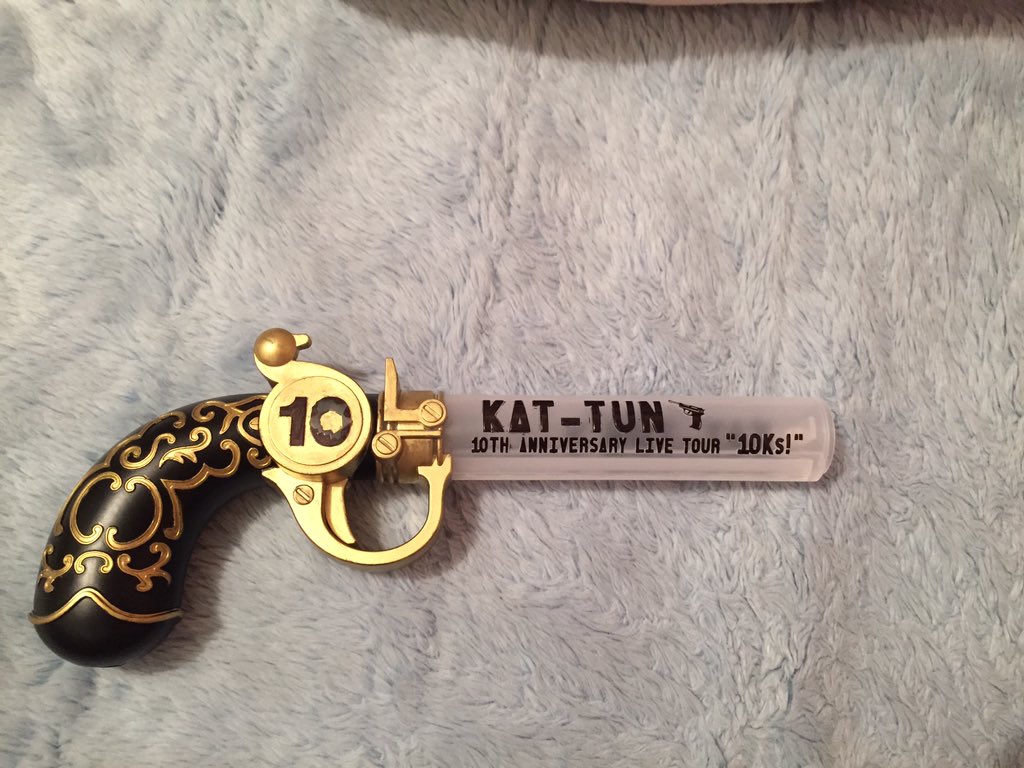 10
KAT-TUN
10TH ANNIVERSARY LIVE TOUR "10Ks!"